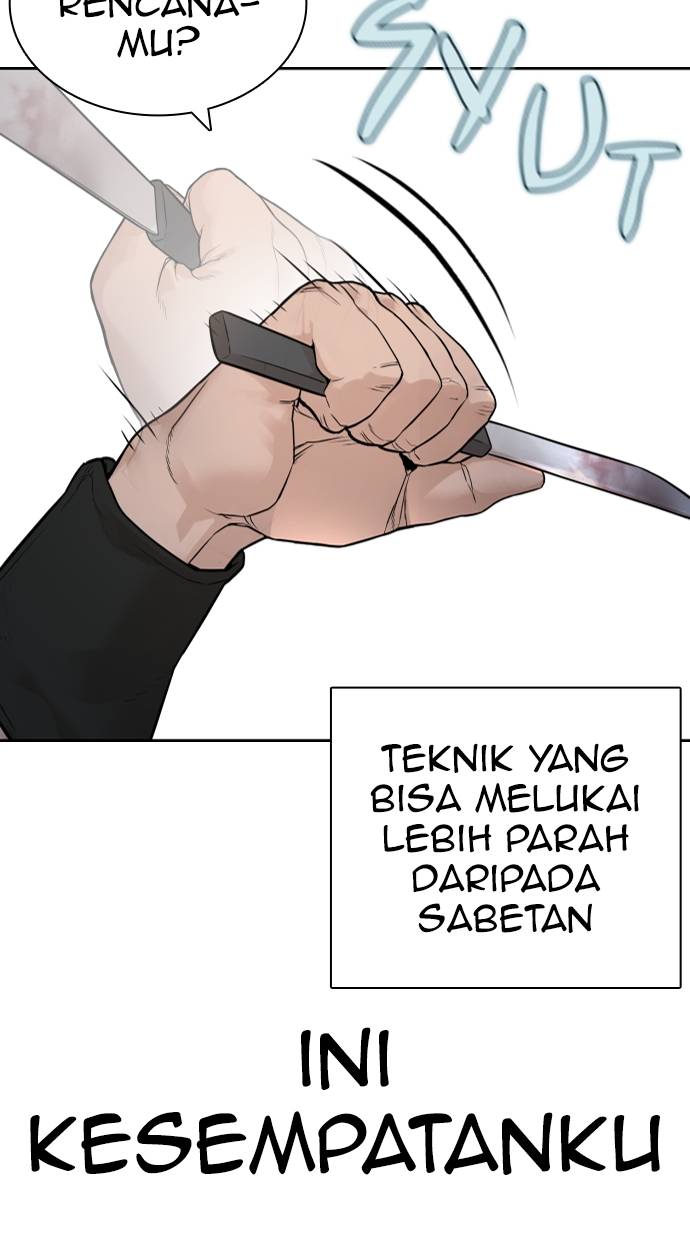 RENCANA-
MU?
SYUT
TEKNIK YANG
BISA MELUKAI
LEBIH PARAH
DARIPADA
SABETAN
INI
KESEMPATANKU